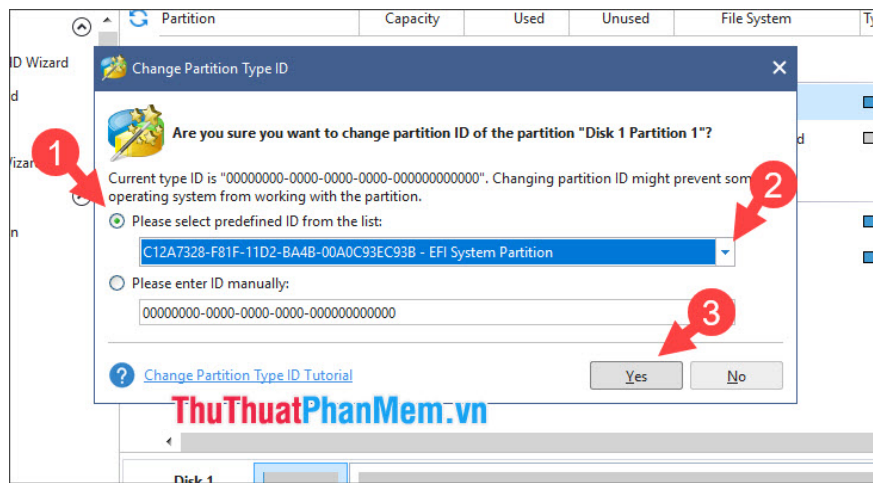 Partition Capacity Used Unused File System Ty
ID Wizard
Change Partition Type ID
d
Are you sure you want to change partition ID of the partition "Disk 1 Partition 1"?
d
1
Wizar
Current type ID is "00000000-0000-0000-0000-000000000000". Changing partition ID might prevent som
operating system from working with the partition.
2
Please select predefined ID from the list:
n
C12A7328-F81F-11D2-BA4B-00A0C93EC93B - EFI System Partition
Please enter ID manually:
00000000-0000-0000-0000-000000000000
3
? Change Partition Type ID Tutorial
Yes No
ThuThuatPhanMem.vn
Disk 1